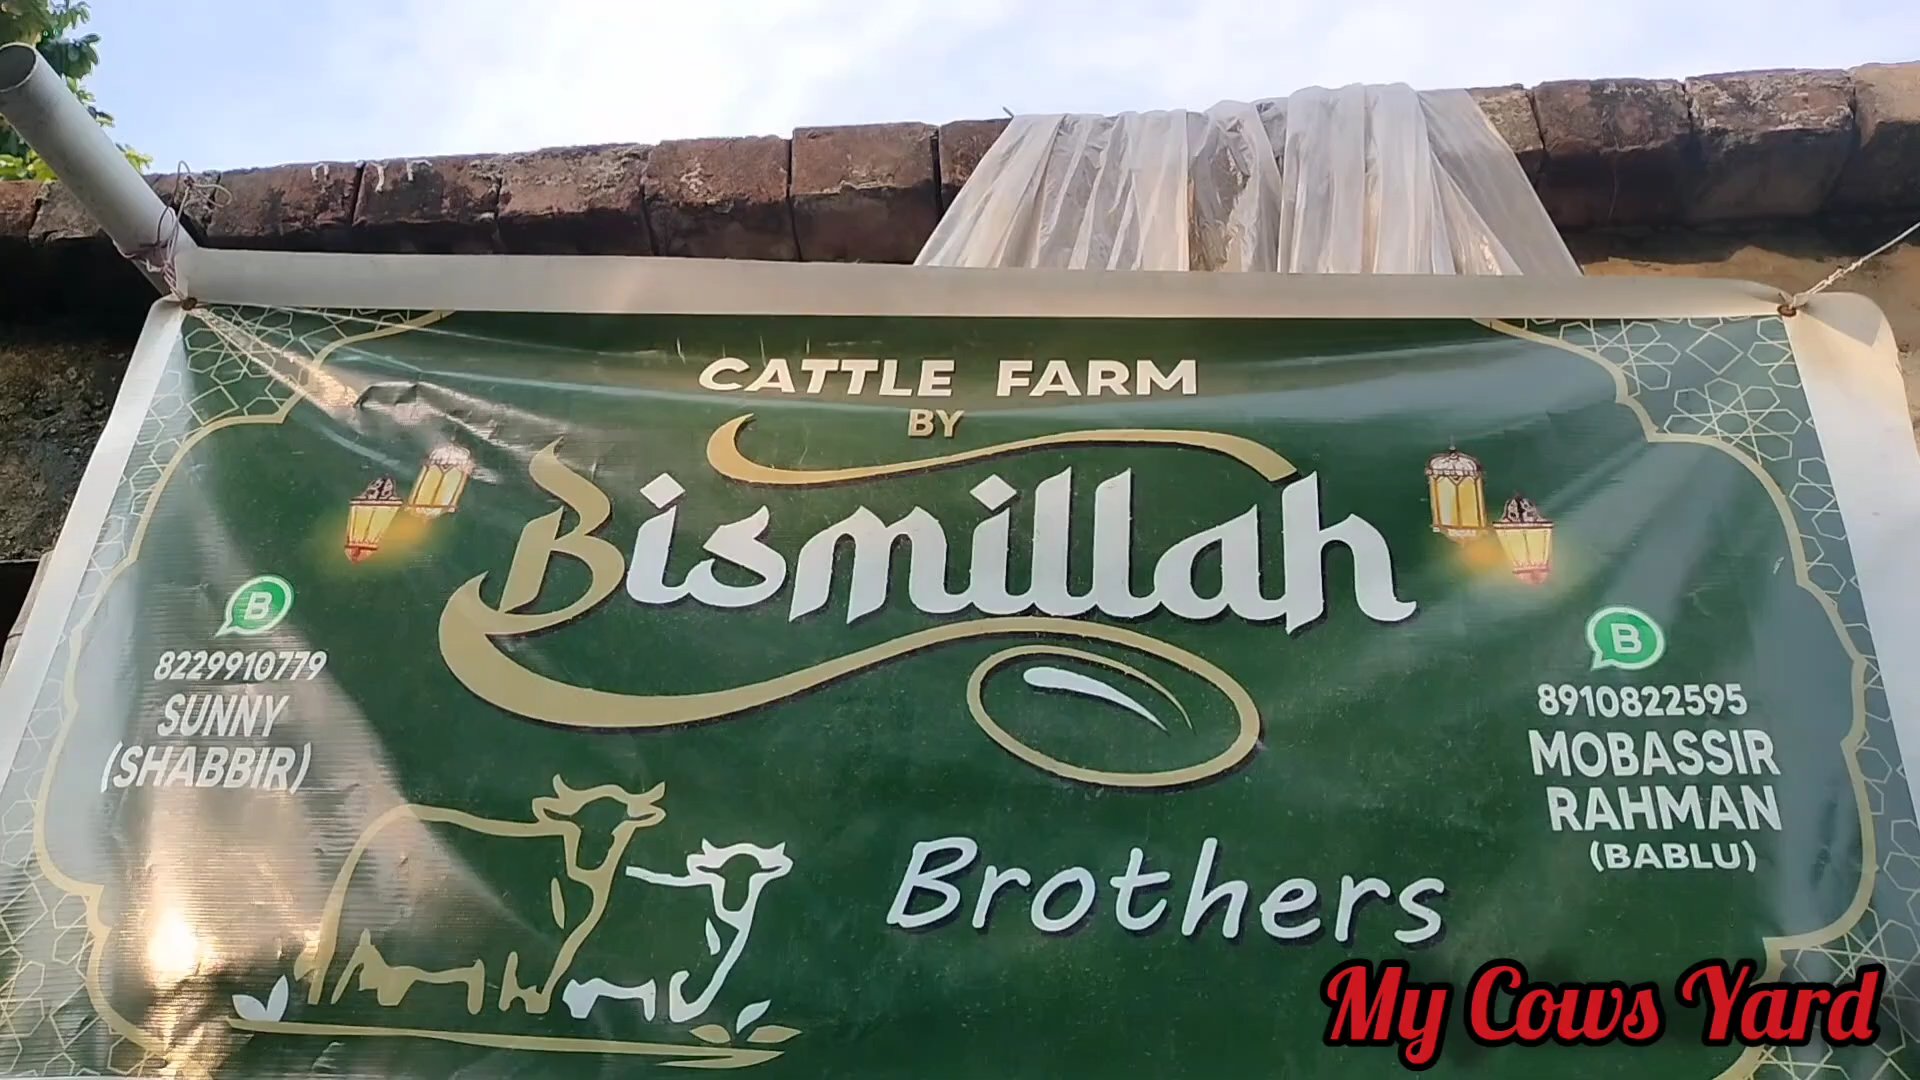 CATTLE FARM
BY
Bismillah
Brothers
B
8229910779
SUNNY
(SHABBIR)
B
8910822595
MOBASSIR
RAHMAN
(BABLU)
My Cows Yard